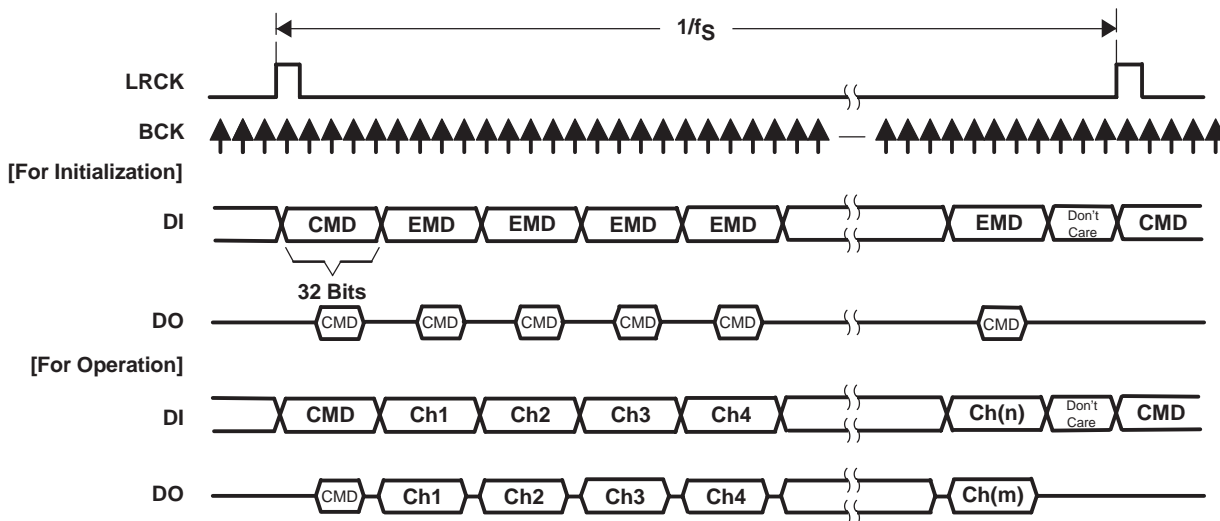 1/fS
LRCK
BCK
[For Initialization]
DI CMD EMD EMD EMD EMD EMD Don't Care CMD
32 Bits
DO CMD CMD CMD CMD CMD CMD
[For Operation]
DI CMD Ch1 Ch2 Ch3 Ch4 Ch(n) Don't Care CMD
DO CMD Ch1 Ch2 Ch3 Ch4 Ch(m)